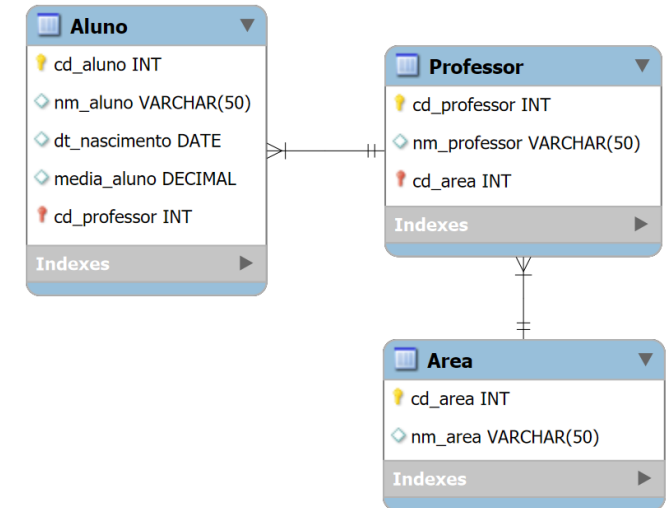 Aluno
cd_aluno INT
nm_aluno VARCHAR(50)
dt_nascimento DATE
media_aluno DECIMAL
cd_professor INT
Indexes
Professor
cd_professor INT
nm_professor VARCHAR(50)
cd_area INT
Indexes
Area
cd_area INT
nm_area VARCHAR(50)
Indexes